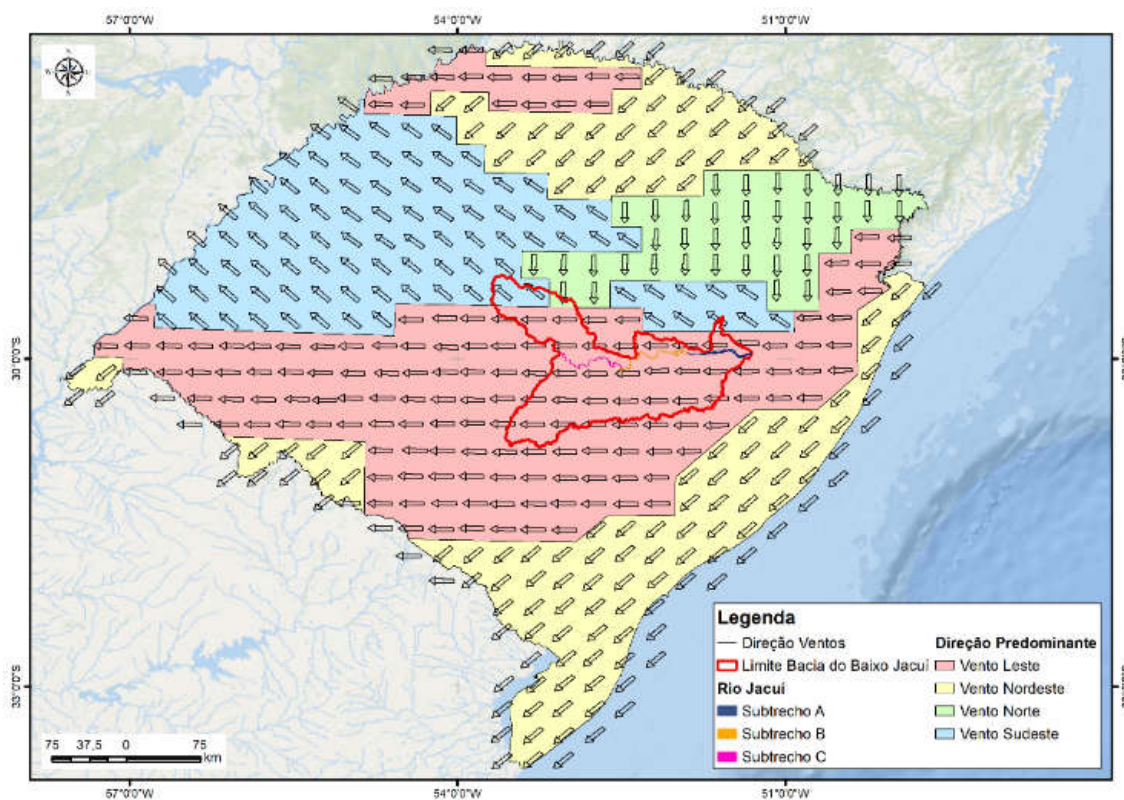 57°0'0"W 54°0'0"W 51°0'0"W
N
S
30°0'0"S
33°0'0"S
Legenda
Direção Ventos
Limite Bacia do Baixo Jacuí
Rio Jacuí
Subtrecho A
Subtrecho B
Subtrecho C
Direção Predominante
Vento Leste
Vento Nordeste
Vento Norte
Vento Sudeste
75 37,5 0 75
km
57°0'0"W 54°0'0"W 51°0'0"W